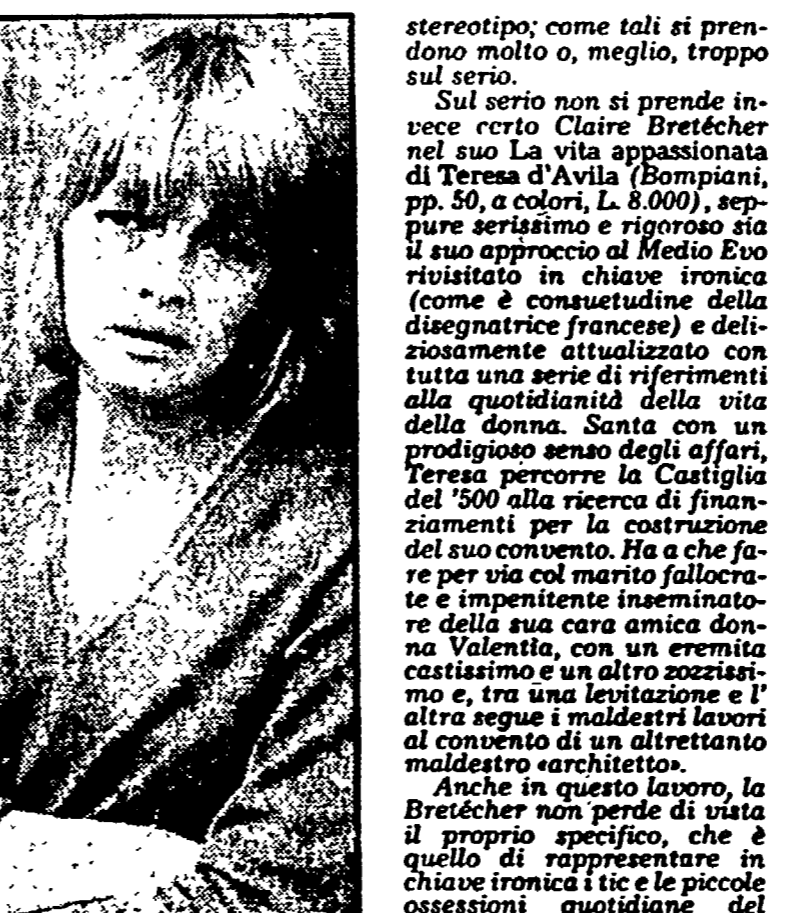 stereotipo; come tali si pren-
dono molto o, meglio, troppo
sul serio.
Sul serio non si prende in-
vece certo Claire Bretécher
nel suo La vita appassionata
di Teresa d'Avila (Bompiani,
pp. 50, a colori, L. 8.000), sep-
pure serissimo e rigoroso sia
il suo approccio al Medio Evo
rivisitato in chiave ironica
(come è consuetudine della
disegnatrice francese) e deli-
ziosamente attualizzato con
tutta una serie di riferimenti
alla quotidianità della vita
della donna. Santa con un
prodigioso senso degli affari,
Teresa percorre la Castiglia
del '500 alla ricerca di finan-
ziamenti per la costruzione
del suo convento. Ha a che fa-
re per via col marito fallocra-
te e impenitente inseminato-
re della sua cara amica don-
na Valentia, con un eremita
castissimo e un altro zozzissi-
mo e, tra una levitazione e l'
altra segue i maldestri lavori
al convento di un altrettanto
maldestro «architetto».
Anche in questo lavoro, la
Bretécher non perde di vista
il proprio specifico, che è
quello di rappresentare in
chiave ironica i tic e le piccole
ossessioni quotidiane del